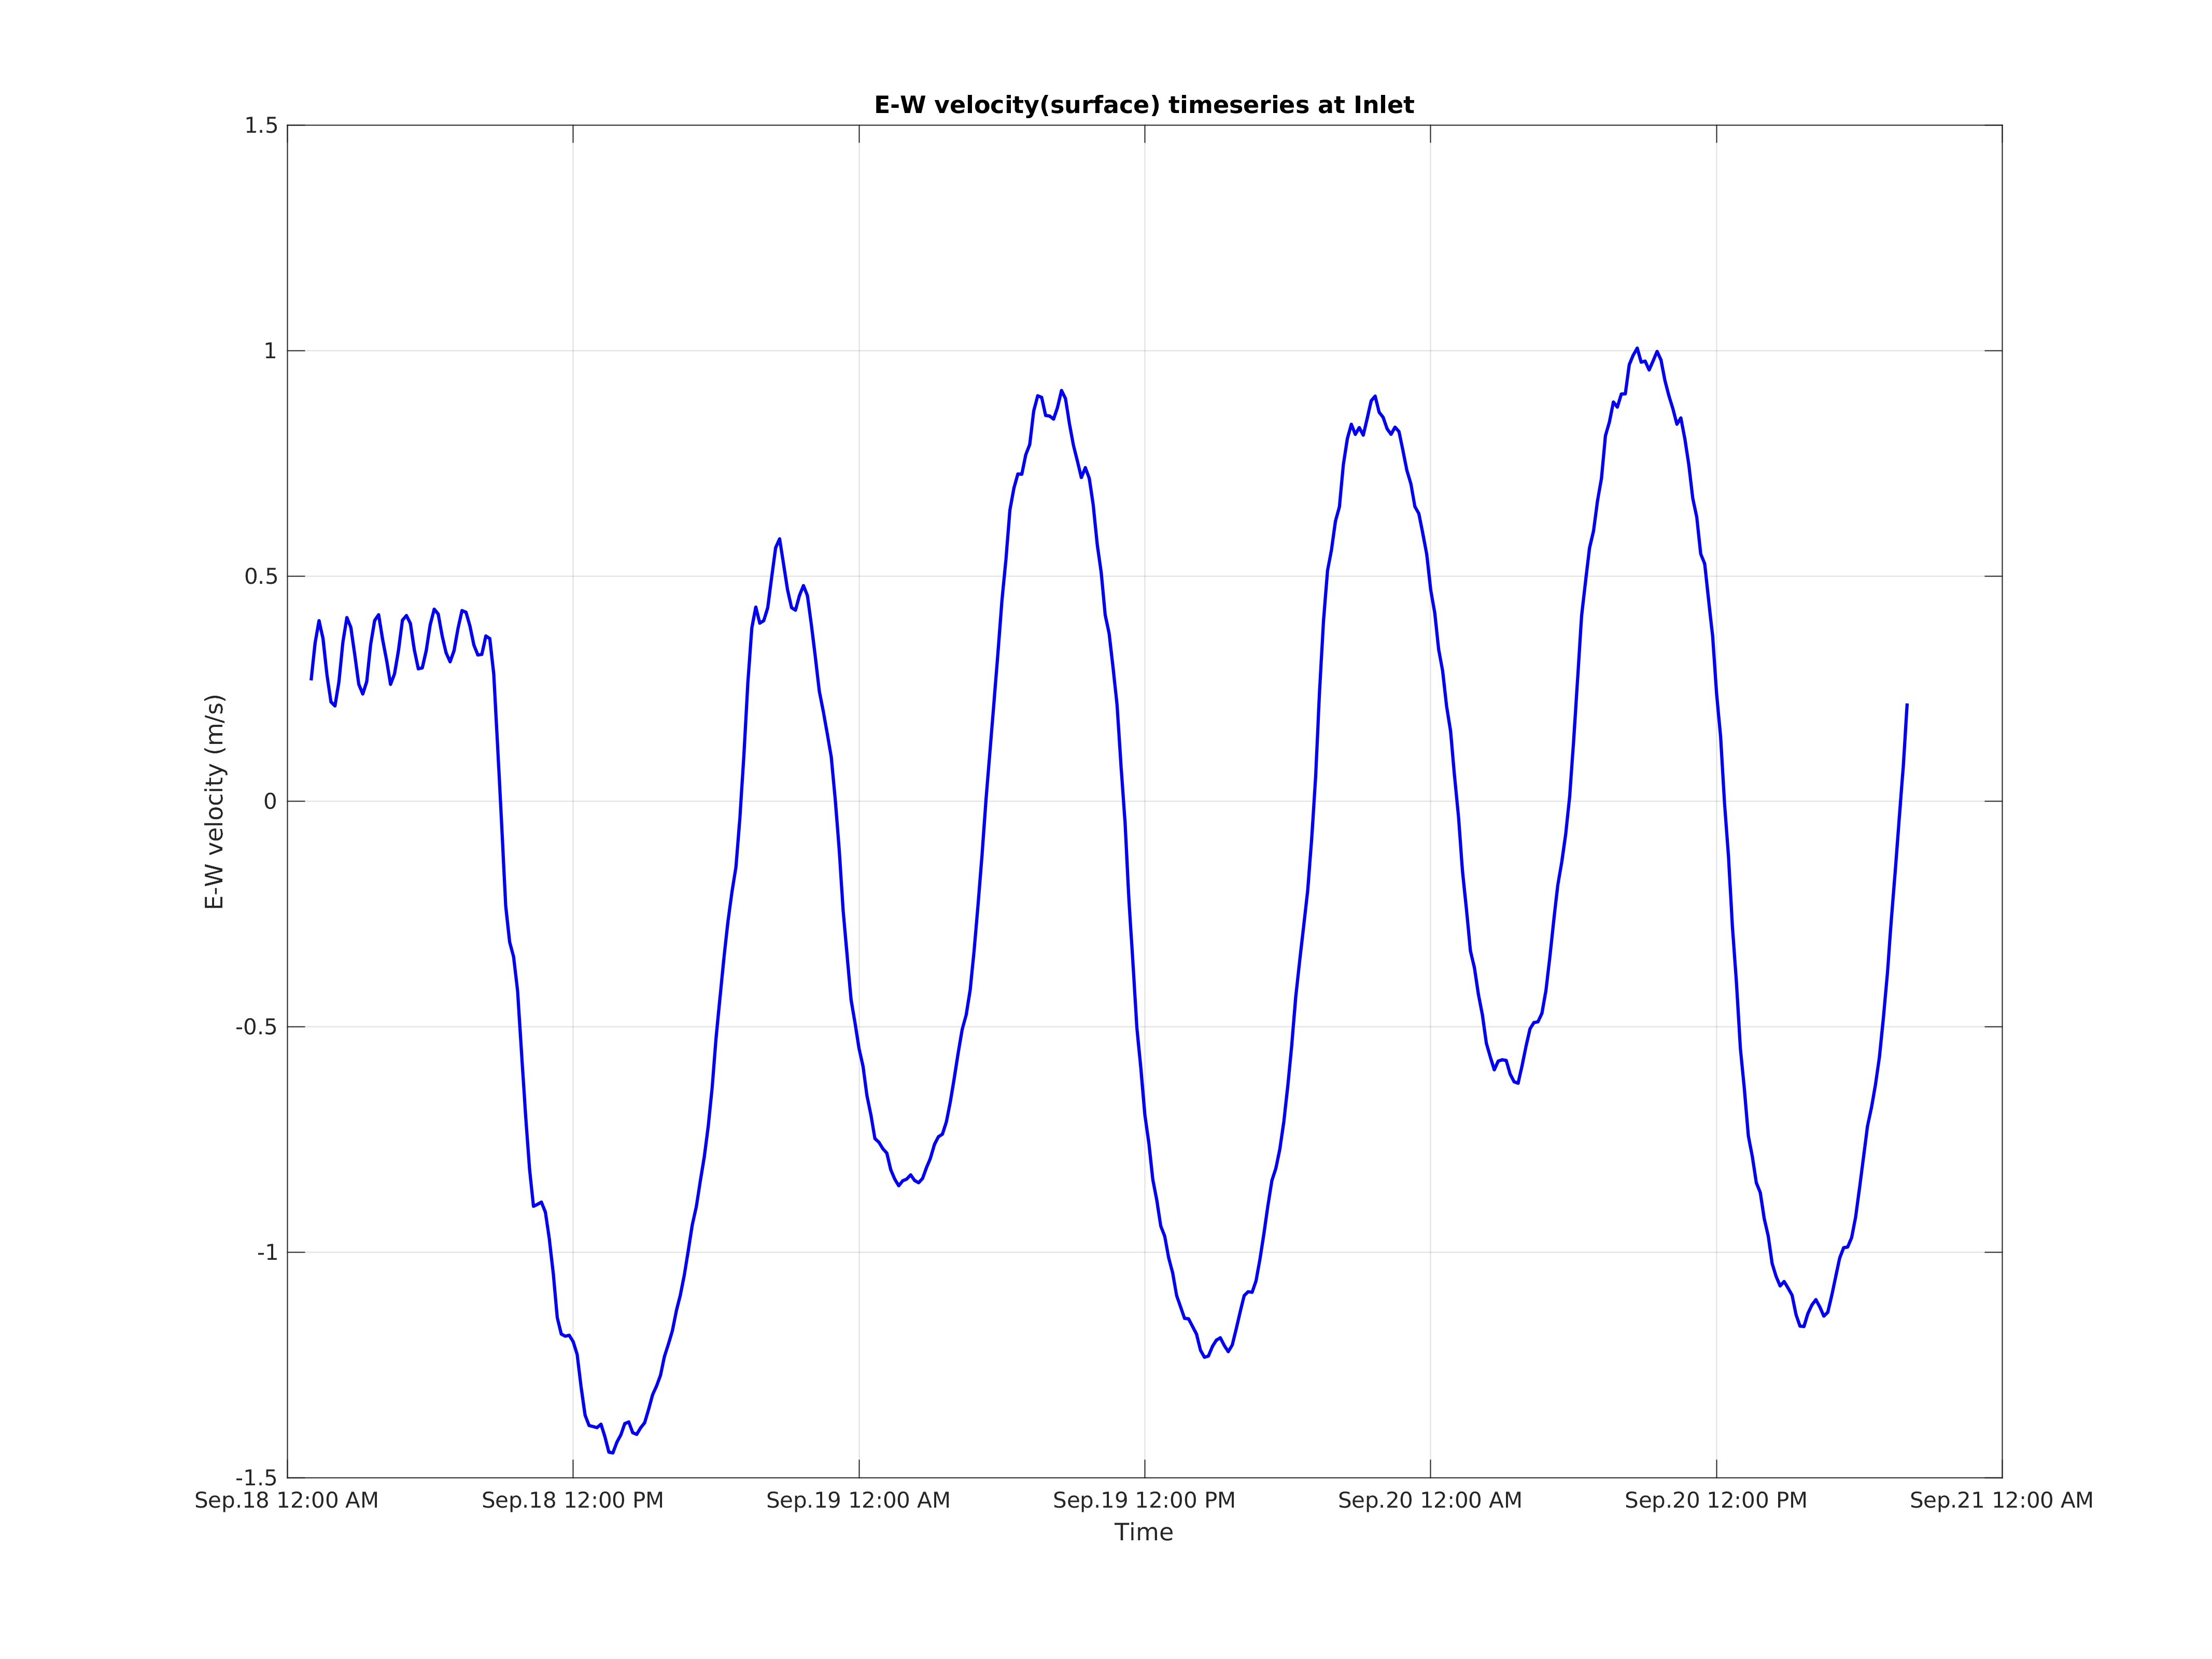 E-W velocity(surface) timeseries at Inlet
1.5
1
0.5
0
-0.5
-1
-1.5
E-W velocity (m/s)
Sep.18 12:00 AM Sep.18 12:00 PM Sep.19 12:00 AM Sep.19 12:00 PM Sep.20 12:00 AM Sep.20 12:00 PM Sep.21 12:00 AM
Time